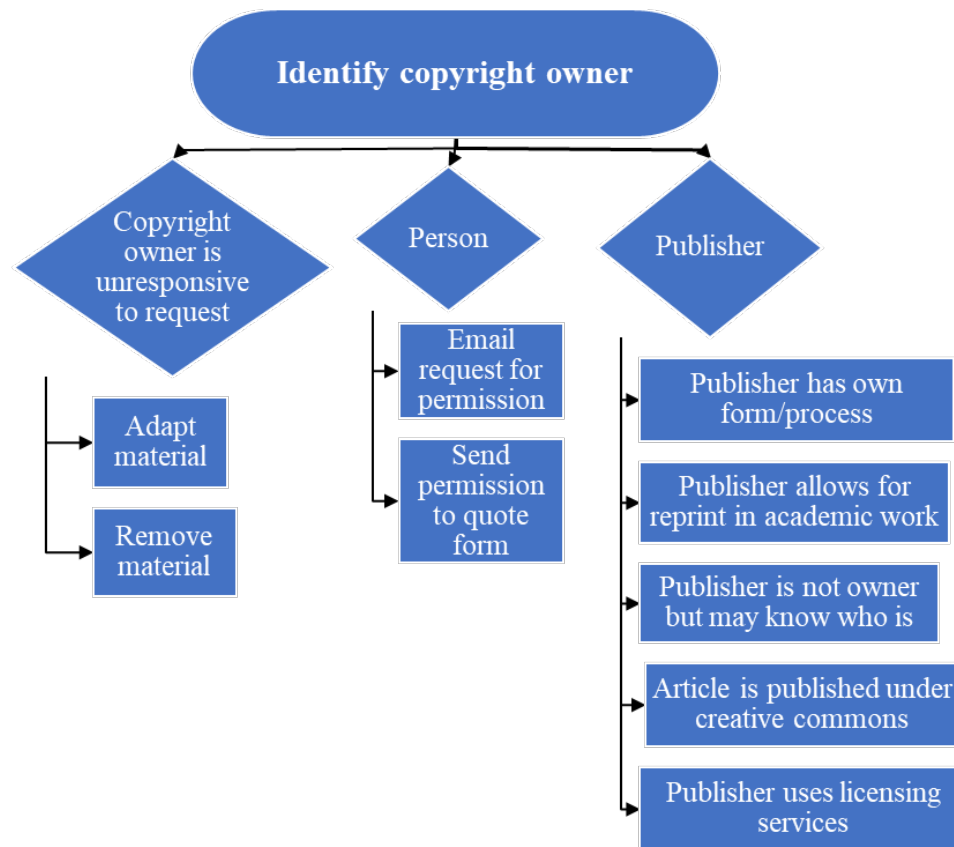 Identify copyright owner
Copyright
owner is
unresponsive
to request
Adapt
material
Remove
material
Person
Email
request for
permission
Send
permission
to quote
form
Publisher
Publisher has own
form/process
Publisher allows for
reprint in academic work
Publisher is not owner
but may know who is
Article is published under
creative commons
Publisher uses licensing
services